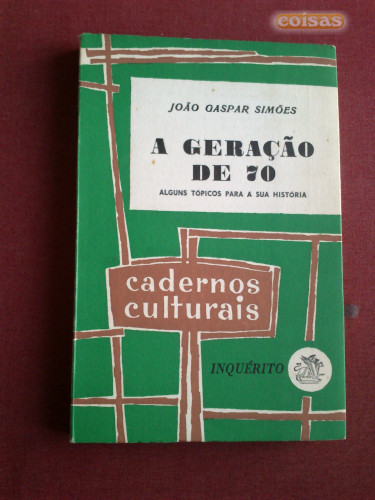 coisas
JOÃO GASPAR SIMÕES
A GERAÇÃO
DE 70
ALGUNS TÓPICOS PARA A SUA HISTÓRIA
cadernos
culturais
INQUÉRITO